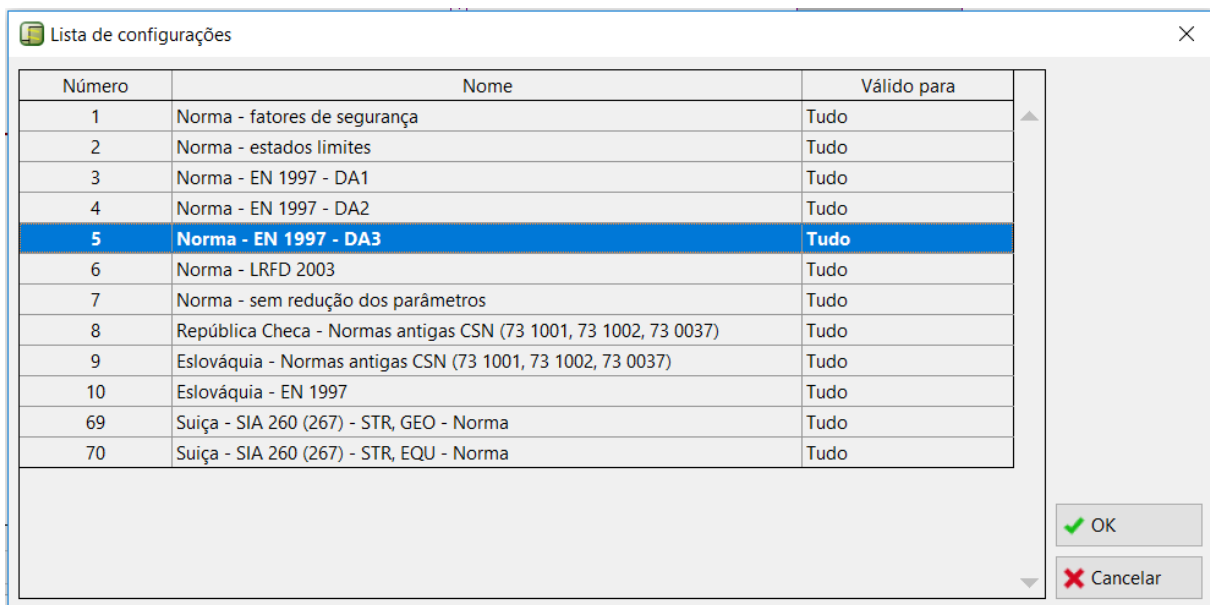 Lista de configurações
Número Nome Válido para
1 Norma - fatores de segurança Tudo
2 Norma - estados limites Tudo
3 Norma - EN 1997 - DA1 Tudo
4 Norma - EN 1997 - DA2 Tudo
5 Norma - EN 1997 - DA3 Tudo
6 Norma - LRFD 2003 Tudo
7 Norma - sem redução dos parâmetros Tudo
8 República Checa - Normas antigas CSN (73 1001, 73 1002, 73 0037) Tudo
9 Eslováquia - Normas antigas CSN (73 1001, 73 1002, 73 0037) Tudo
10 Eslováquia - EN 1997 Tudo
69 Suiça - SIA 260 (267) - STR, GEO - Norma Tudo
70 Suiça - SIA 260 (267) - STR, EQU - Norma Tudo
OK
Cancelar